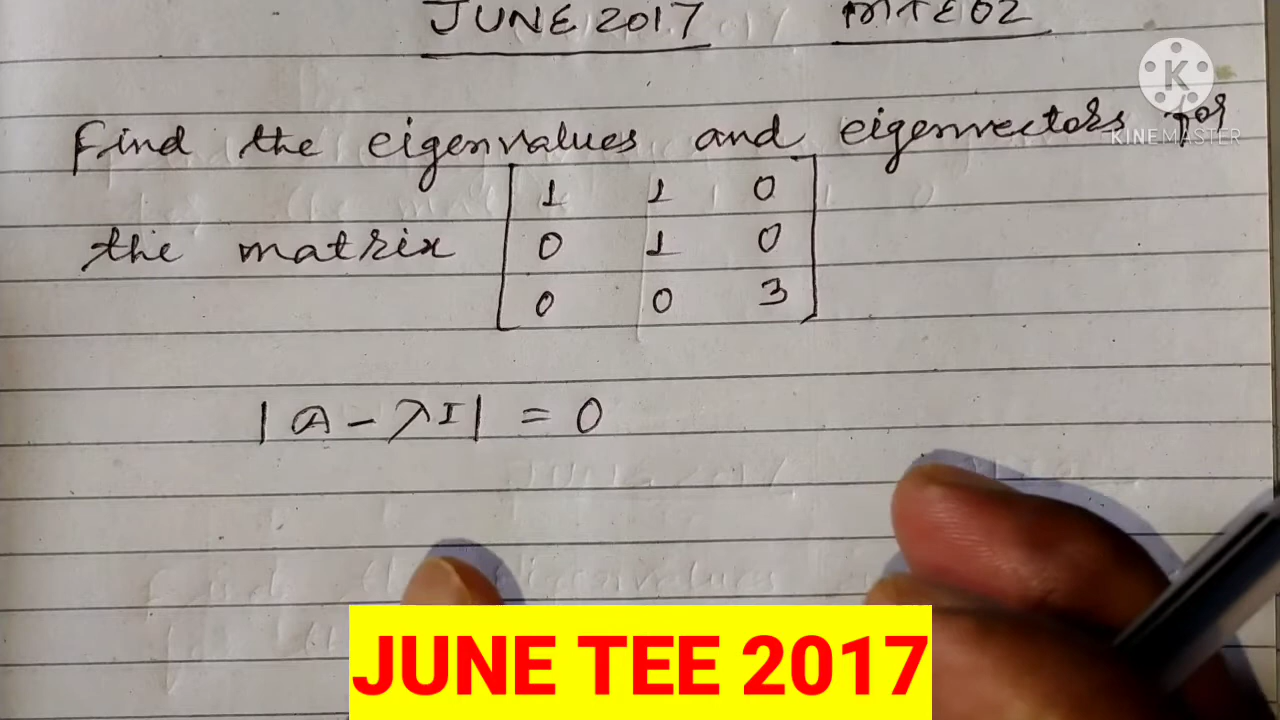 JUNE 2017 MTE02
K
KINEMASTER
Find the eigenvalues and eigenvectors for
the matrix
1 1 0
0 1 0
0 0 3
|A - λI| = 0
JUNE TEE 2017